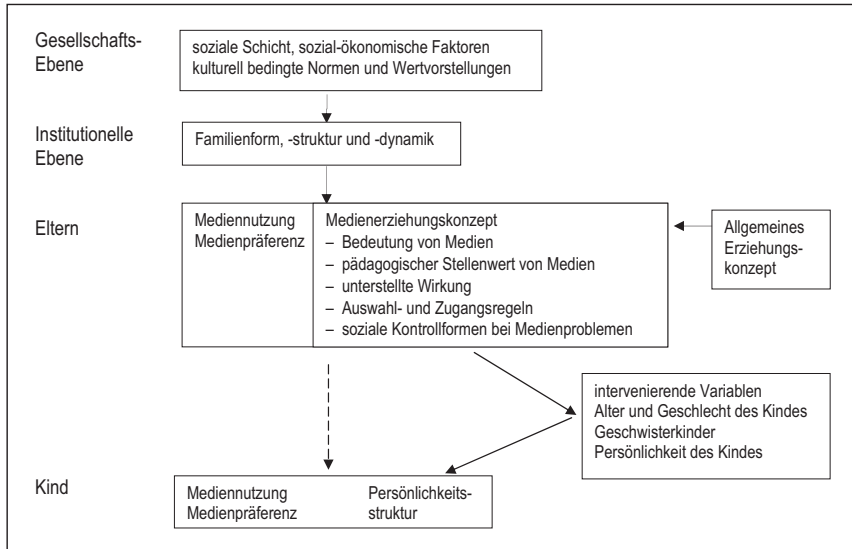 Gesellschafts-
Ebene
soziale Schicht, sozial-ökonomische Faktoren
kulturell bedingte Normen und Wertvorstellungen
Institutionelle
Ebene
Familienform, -struktur und -dynamik
Eltern
Mediennutzung
Medienpräferenz
Medienerziehungskonzept
– Bedeutung von Medien
– pädagogischer Stellenwert von Medien
– unterstellte Wirkung
– Auswahl- und Zugangsregeln
– soziale Kontrollformen bei Medienproblemen
Allgemeines
Erziehungs-
konzept
intervenierende Variablen
Alter und Geschlecht des Kindes
Geschwisterkinder
Persönlichkeit des Kindes
Kind
Mediennutzung
Medienpräferenz
Persönlichkeits-
struktur